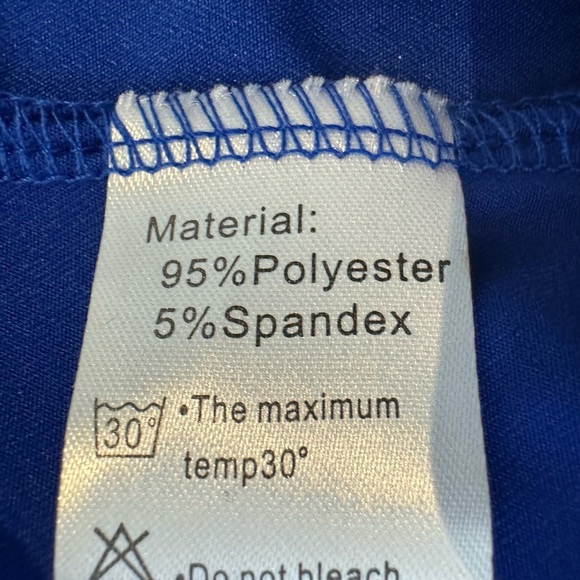 Material:
95%Polyester
5%Spandex
30°
•The maximum
temp30°
•Do not bleach